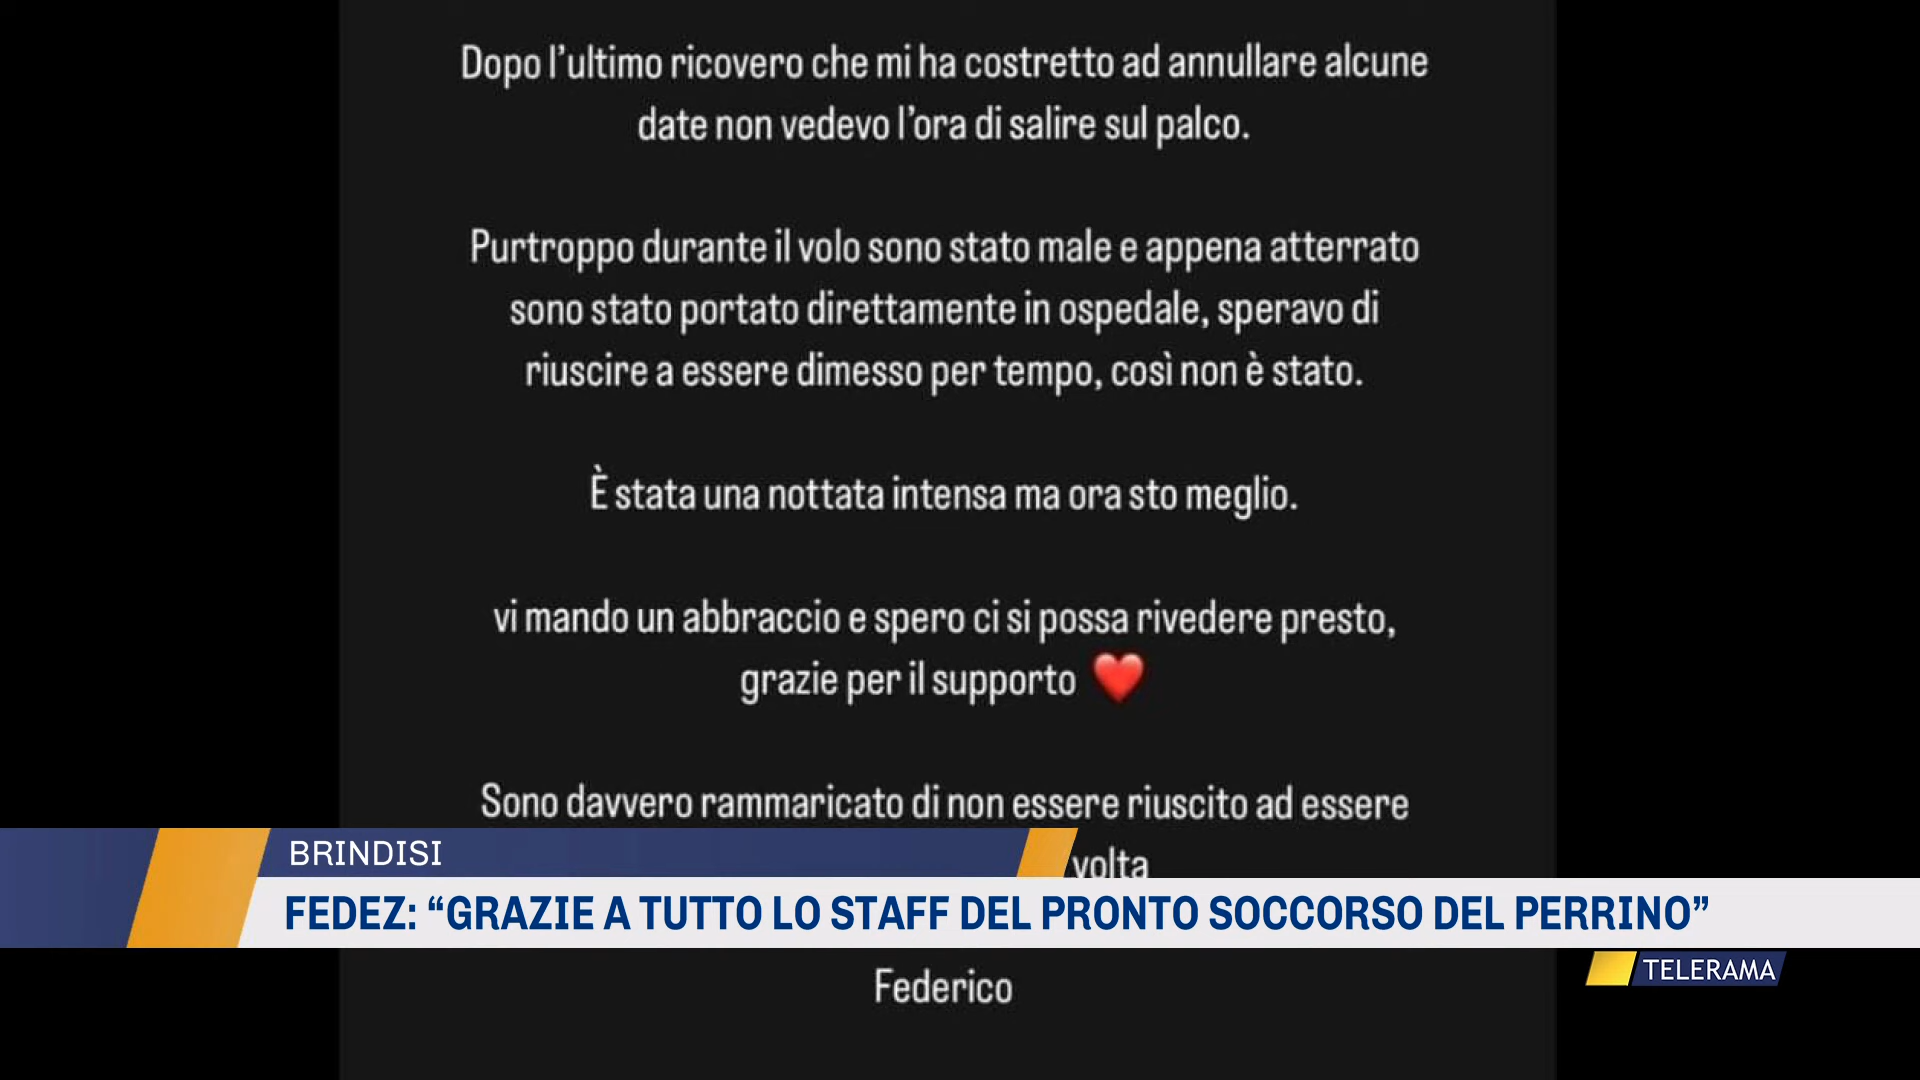 Dopo l’ultimo ricovero che mi ha costretto ad annullare alcune
date non vedevo l’ora di salire sul palco.
Purtroppo durante il volo sono stato male e appena atterrato
sono stato portato direttamente in ospedale, speravo di
riuscire a essere dimesso per tempo, così non è stato.
È stata una nottata intensa ma ora sto meglio.
vi mando un abbraccio e spero ci si possa rivedere presto,
grazie per il supporto ❤️
Sono davvero rammaricato di non essere riuscito ad essere
volta
BRINDISI
FEDEZ: “GRAZIE A TUTTO LO STAFF DEL PRONTO SOCCORSO DEL PERRINO”
TELERAMA
Federico